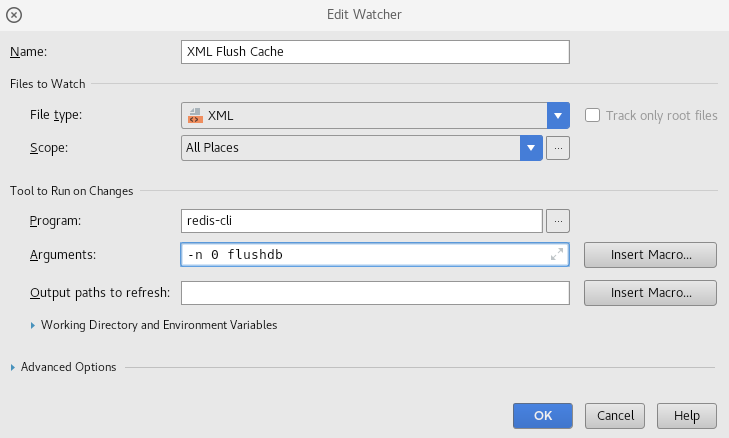 Edit Watcher
Name: XML Flush Cache
Files to Watch
File type: XML Track only root files
Scope: All Places ...
Tool to Run on Changes
Program: redis-cli ...
Arguments: -n 0 flushdb Insert Macro...
Output paths to refresh: Insert Macro...
Working Directory and Environment Variables
Advanced Options
OK Cancel Help